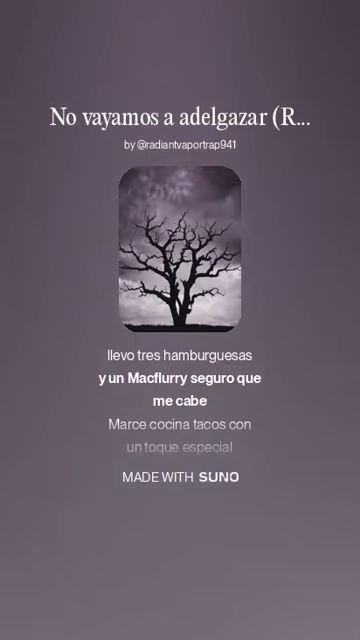 No vayamos a adelgazar (R...
by @radiantvaportrap941
llevo tres hamburguesas
y un Macflurry seguro que
me cabe
Marce cocina tacos con
un toque especial
MADE WITH SUNO